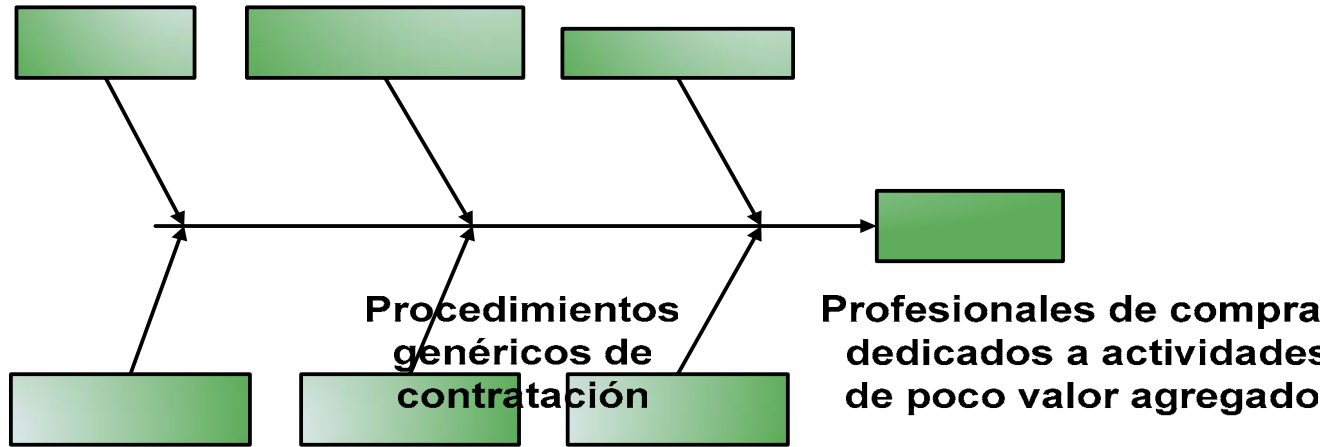 Procedimientos
genéricos de
contratación
Profesionales de compra
dedicados a actividades
de poco valor agregado